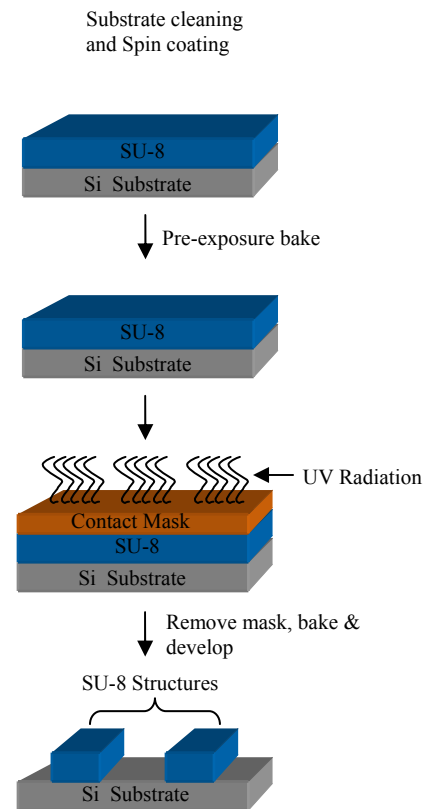 Substrate cleaning
and Spin coating
SU-8
Si Substrate
Pre-exposure bake
SU-8
Si Substrate
UV Radiation
Contact Mask
SU-8
Si Substrate
Remove mask, bake &
develop
SU-8 Structures
Si Substrate